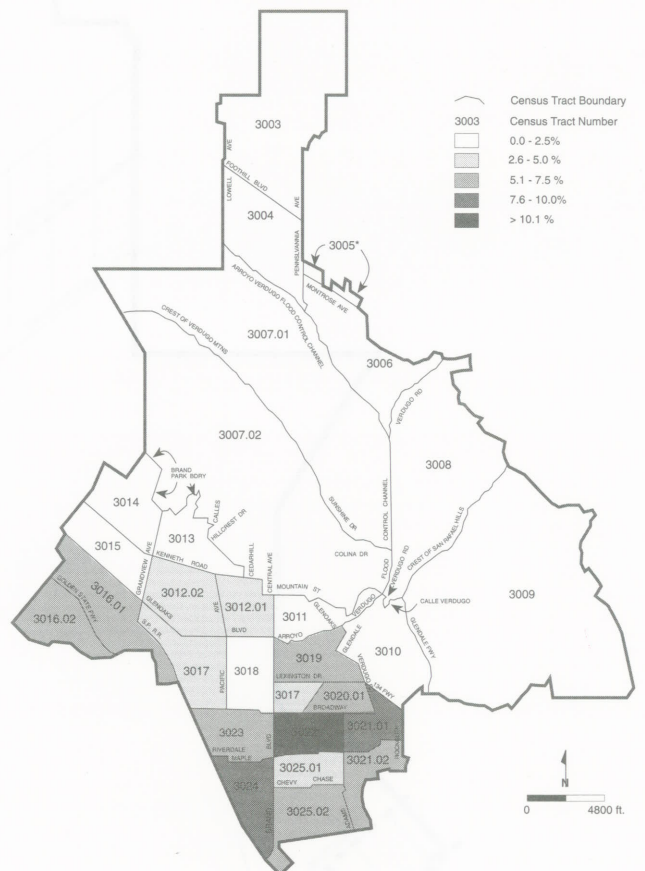 Census Tract Boundary
3003 Census Tract Number
0.0 - 2.5%
2.6 - 5.0 %
5.1 - 7.5 %
7.6 - 10.0%
> 10.1 %
3003
LOWELL AVE
FOOTHILL BLVD
3004
PENNSLVANNIA AVE
3005*
MONTROSE AVE
ARROYO VERDUGO FLOOD CONTROL CHANNEL
3007.01
CREST OF VERDUGO MTNS
3006
VERDUGO RD
3007.02
3008
BRAND
PARK BDRY
3014
CALLES
HILLCREST DR
SUNSHINE DR
FLOOD CONTROL CHANNEL
VERDUGO RD
CREST OF SAN RAFAEL HILLS
3013
COLINA DR
3015
GRANDVIEW AVE
KENNETH ROAD
CEDARHILL
CENTRAL AVE
3009
3016.01
GOLDEN STATE FWY
3016.02
GLENOAKS BLVD
3012.02
3012.01
MOUNTAIN ST
GLENOAKS
VERDUGO
CALLE VERDUGO
3011
ARROYO
GLENDALE
GLENDALE FWY
3010
S.P. R.R.
3017
PACIFIC AVE
3018
3019
LEXINGTON DR
VERDUGO
134 FWY
3017
3020.01
BROADWAY
3023
RIVERDALE
MAPLE
BLVD
3022
3021.01
3021.02
3025.01
CHEVY CHASE
3024
3025.02
ADAMS
N
0 4800 ft.